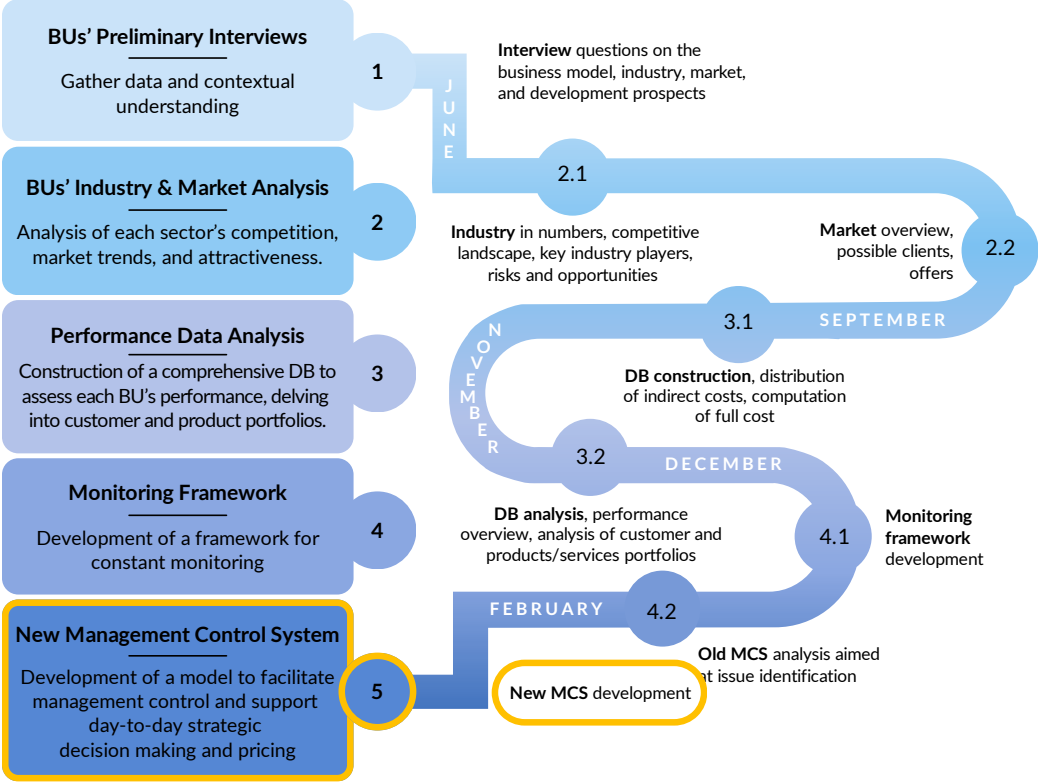 BUs' Preliminary Interviews
Gather data and contextual
understanding
1
BUs' Industry & Market Analysis
Analysis of each sector's competition,
market trends, and attractiveness.
2
Performance Data Analysis
Construction of a comprehensive DB to
assess each BU's performance, delving
into customer and product portfolios.
3
Monitoring Framework
Development of a framework for
constant monitoring
4
New Management Control System
Development of a model to facilitate
management control and support
day-to-day strategic
decision making and pricing
5
JUNE
Interview questions on the
business model, industry, market,
and development prospects
2.1
Industry in numbers, competitive
landscape, key industry players,
risks and opportunities
Market overview,
possible clients,
offers
2.2
SEPTEMBER
3.1
DB construction, distribution
of indirect costs, computation
of full cost
NOVEMBER
3.2
DECEMBER
DB analysis, performance
overview, analysis of customer and
products/services portfolios
4.1
Monitoring
framework
development
FEBRUARY
4.2
Old MCS analysis aimed
at issue identification
New MCS development